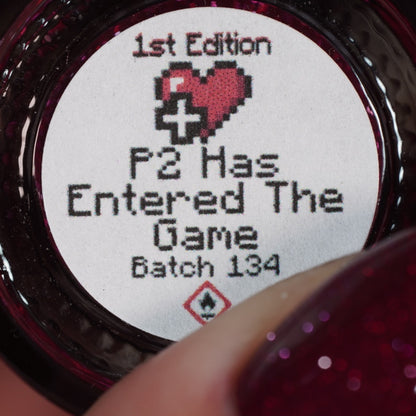 1st Edition
P2 Has
Entered The
Game
Batch 134